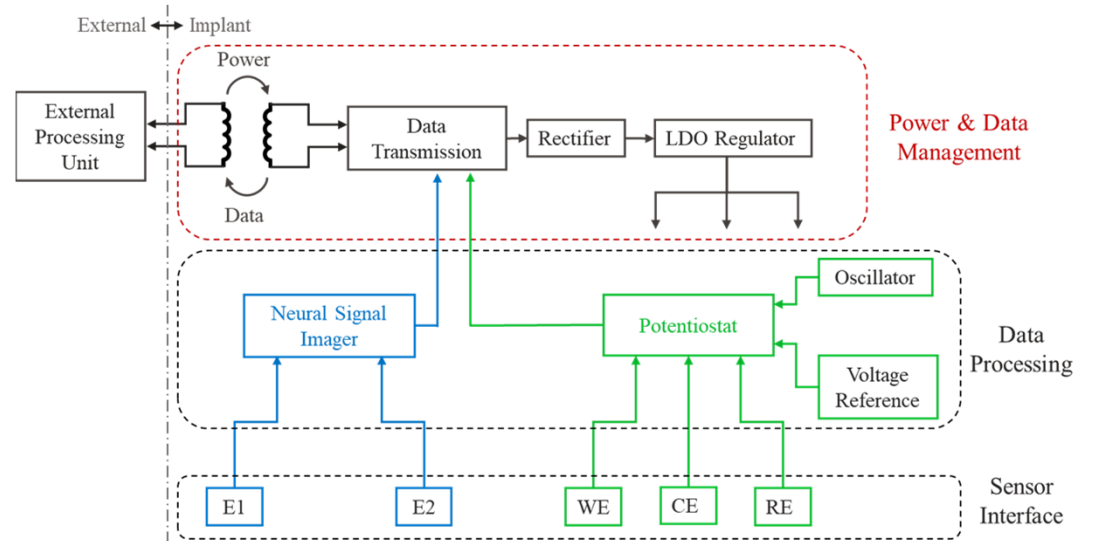 External Implant
Power
External
Processing
Unit
Data
Transmission
Rectifier
LDO Regulator
Power & Data
Management
Data
Oscillator
Neural Signal
Imager
Potentiostat
Data
Processing
Voltage
Reference
E1
E2
WE
CE
RE
Sensor
Interface